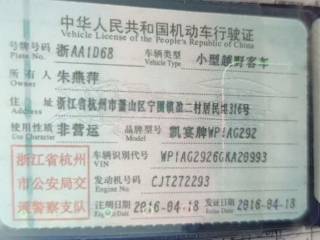 中华人民共和国机动车行驶证
Vehicle License of the People's Republic of China
号牌号码 浙AA1D68 车辆类型 小型越野客车
Plate No. Vehicle Type
所有人 朱燕萍
Owner
住址 浙江省杭州市萧山区宁围镇盈二村居民埭316号
Address
使用性质 非营运 品牌型号 凯宴牌WP1AG292
Use Character Model
浙江省杭州
市公安局交
通警察支队
车辆识别代号 WP1AG2926GKA20993
VIN
发动机号码 CJT272293
Engine No.
注册日期 2016-04-18 发证日期 2016-04-18
Register Date Issue Date